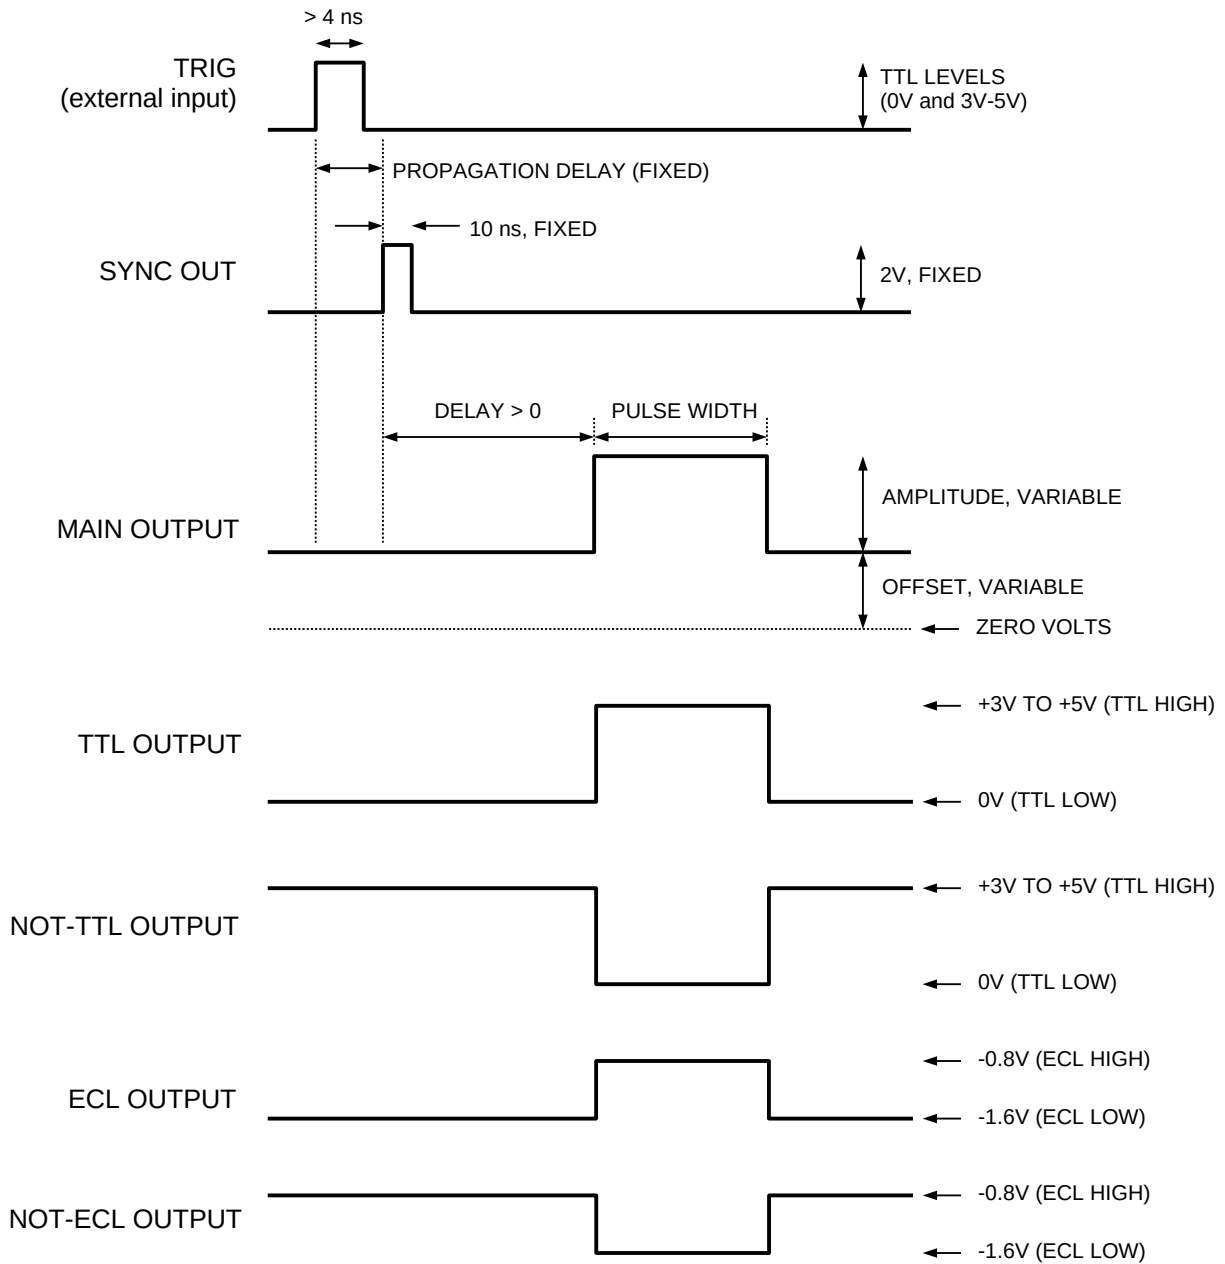 > 4 ns
TRIG
(external input)
TTL LEVELS
(0V and 3V-5V)
PROPAGATION DELAY (FIXED)
10 ns, FIXED
SYNC OUT
2V, FIXED
DELAY > 0
PULSE WIDTH
AMPLITUDE, VARIABLE
MAIN OUTPUT
OFFSET, VARIABLE
ZERO VOLTS
+3V TO +5V (TTL HIGH)
TTL OUTPUT
0V (TTL LOW)
+3V TO +5V (TTL HIGH)
NOT-TTL OUTPUT
0V (TTL LOW)
-0.8V (ECL HIGH)
ECL OUTPUT
-1.6V (ECL LOW)
-0.8V (ECL HIGH)
NOT-ECL OUTPUT
-1.6V (ECL LOW)